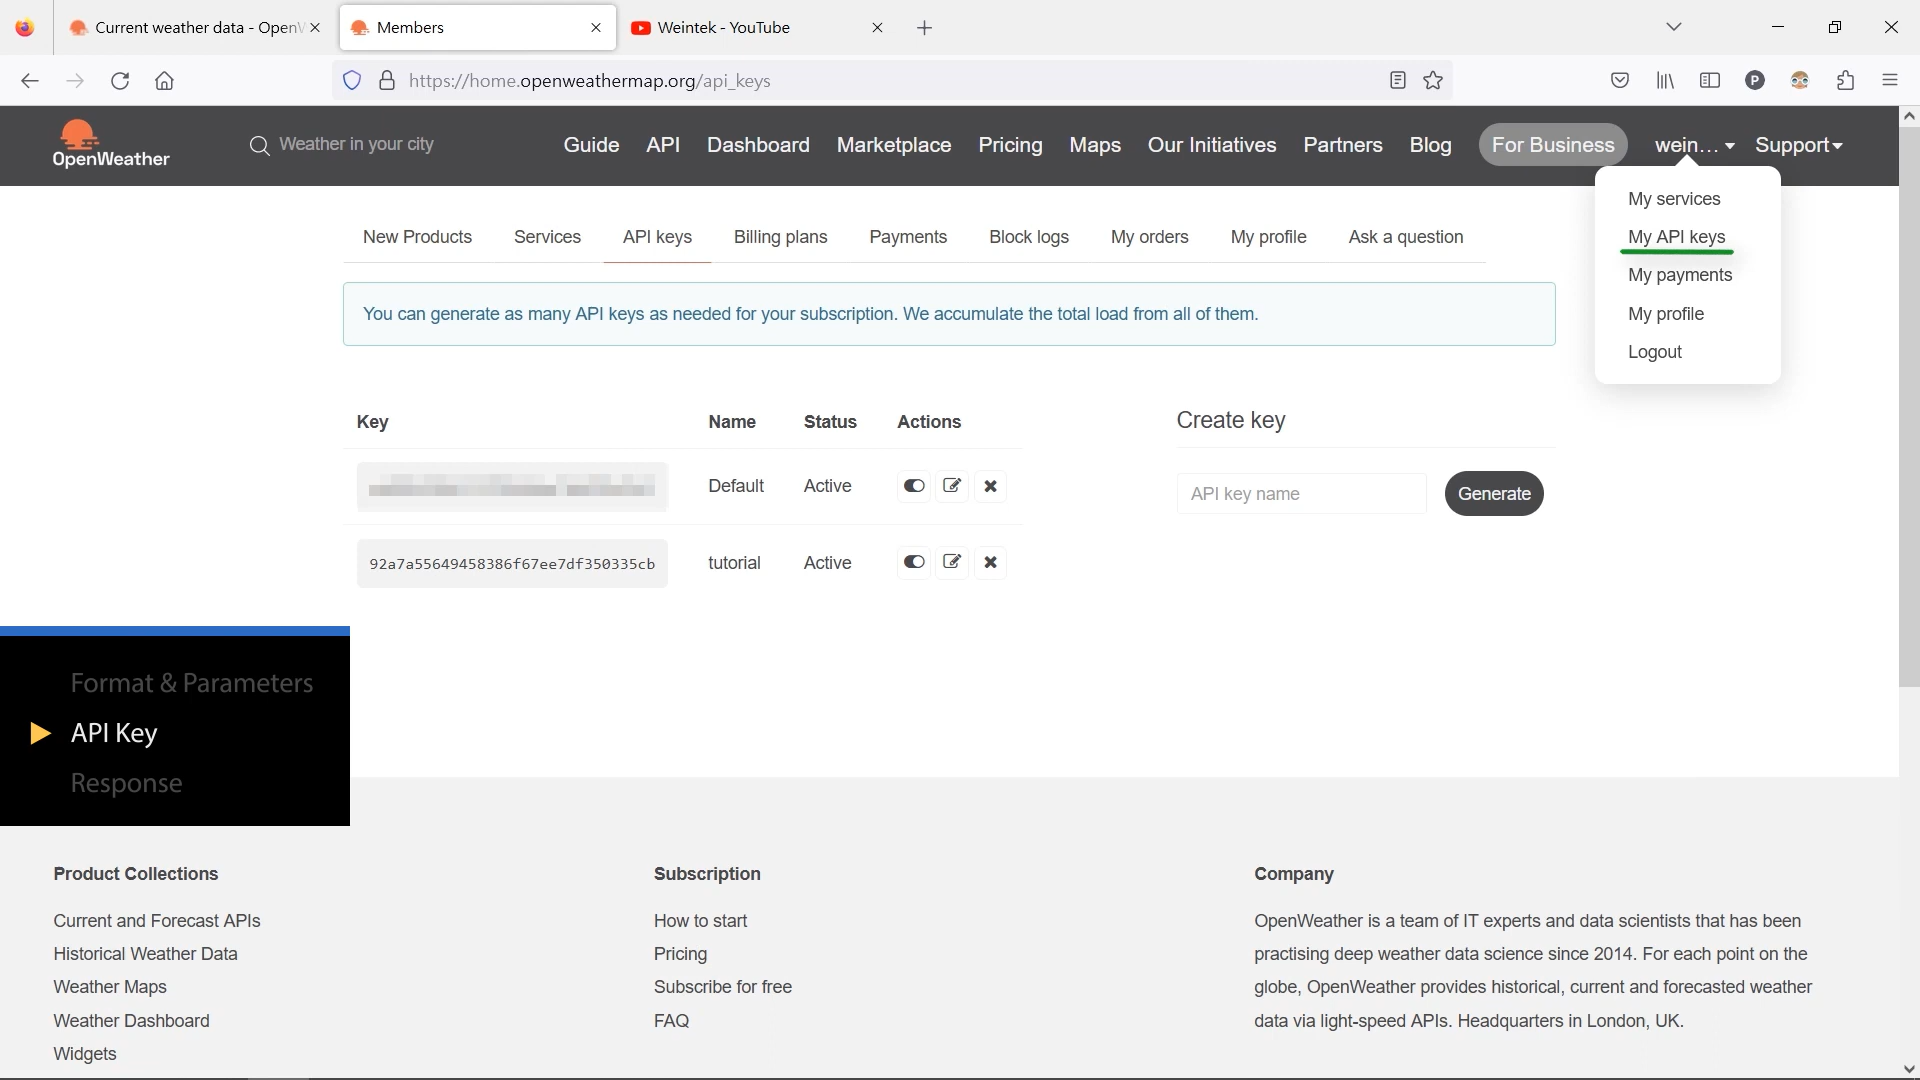 Current weather data - OpenW
Members
Weintek - YouTube
https://home.openweathermap.org/api_keys
P
OpenWeather
Weather in your city
Guide
API
Dashboard
Marketplace
Pricing
Maps
Our Initiatives
Partners
Blog
For Business
wein...
Support
My services
My API keys
My payments
My profile
Logout
New Products
Services
API keys
Billing plans
Payments
Block logs
My orders
My profile
Ask a question
You can generate as many API keys as needed for your subscription. We accumulate the total load from all of them.
Key Name Status Actions
Default Active
92a7a55649458386f67ee7df350335cb tutorial Active
Create key
API key name
Generate
Format & Parameters
API Key
Response
Product Collections
Current and Forecast APIs
Historical Weather Data
Weather Maps
Weather Dashboard
Widgets
Subscription
How to start
Pricing
Subscribe for free
FAQ
Company
OpenWeather is a team of IT experts and data scientists that has been
practising deep weather data science since 2014. For each point on the
globe, OpenWeather provides historical, current and forecasted weather
data via light-speed APIs. Headquarters in London, UK.